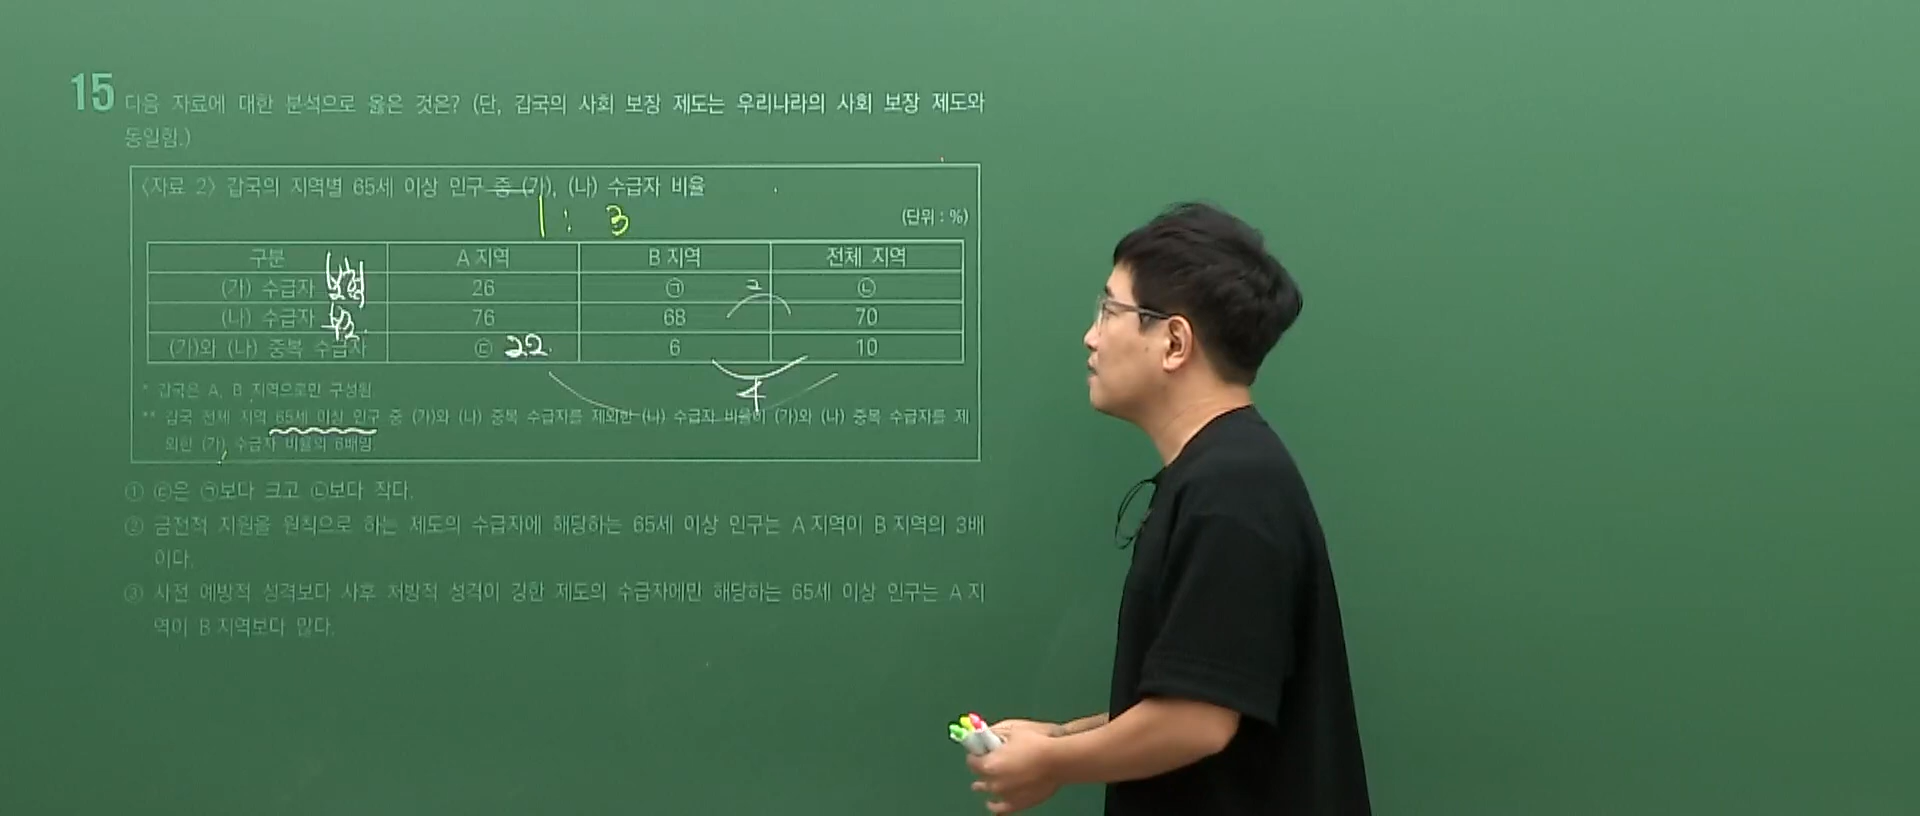 15 다음 자료에 대한 분석으로 옳은 것은? (단, 갑국의 사회 보장 제도는 우리나라의 사회 보장 제도와
동일함.)
〈자료 2〉 갑국의 지역별 65세 이상 인구 중 (가), (나) 수급자 비율
1 : 3
(단위 : %)
구분 A 지역 B 지역 전체 지역
(가) 수급자 보험 26 ㉠ 2 ㉡
(나) 수급자 부조 76 68 70
(가)와 (나) 중복 수급자 ㉢ 22 6 10
4
* 갑국은 A, B 지역으로만 구성됨.
** 갑국 전체 지역 65세 이상 인구 중 (가)와 (나) 중복 수급자를 제외한 (나) 수급자 비율이 (가)와 (나) 중복 수급자를 제
외한 (가) 수급자 비율의 6배임.
① ㉢은 ㉠보다 크고 ㉡보다 작다.
② 금전적 지원을 원칙으로 하는 제도의 수급자에 해당하는 65세 이상 인구는 A 지역이 B 지역의 3배
이다.
③ 사전 예방적 성격보다 사후 처방적 성격이 강한 제도의 수급자에만 해당하는 65세 이상 인구는 A 지
역이 B 지역보다 많다.